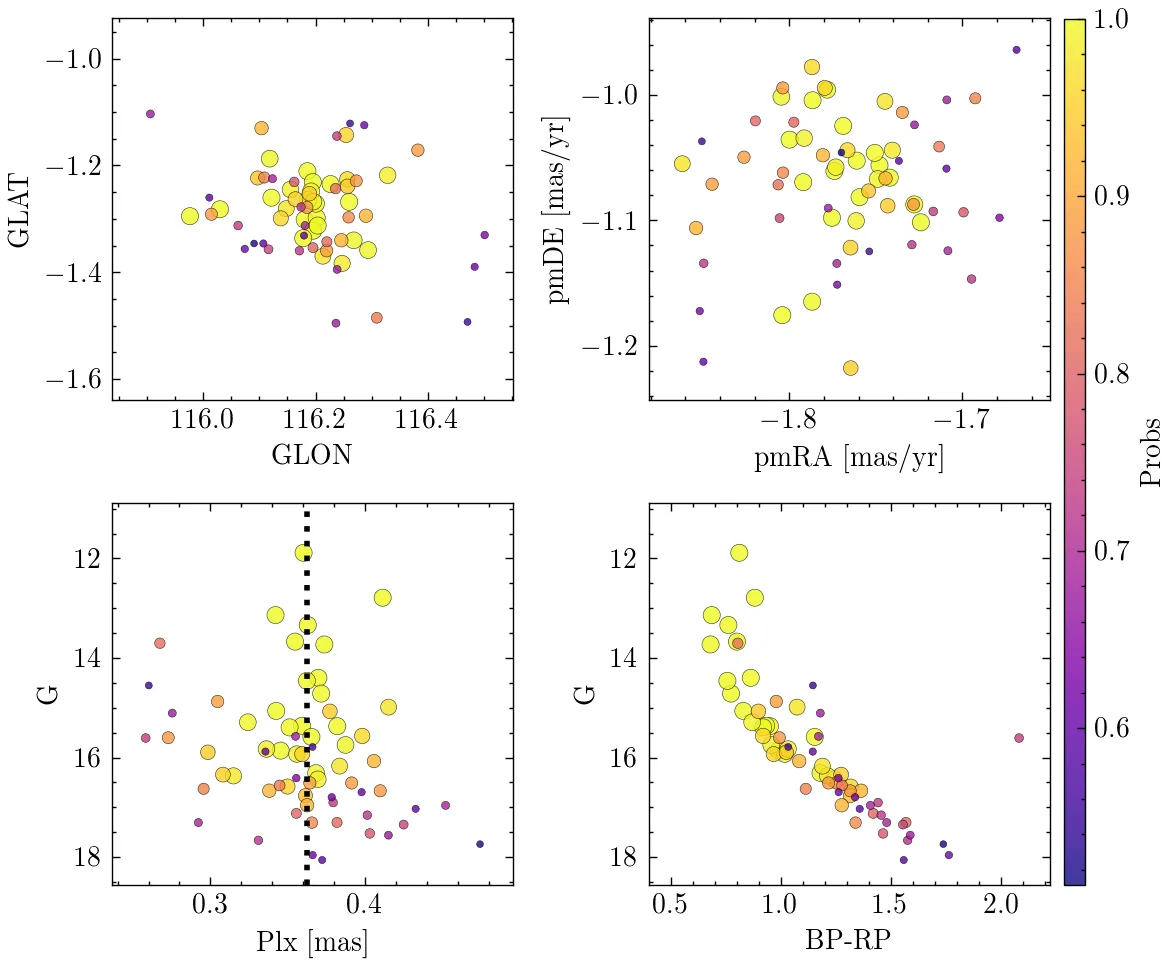 −1.0
−1.2
−1.4
−1.6
GLAT
116.0 116.2 116.4
GLON
−1.0
−1.1
−1.2
pmDE [mas/yr]
−1.8 −1.7
pmRA [mas/yr]
1.0
0.9
0.8
0.7
0.6
Probs
12
14
16
18
G
0.3 0.4
Plx [mas]
12
14
16
18
G
0.5 1.0 1.5 2.0
BP-RP